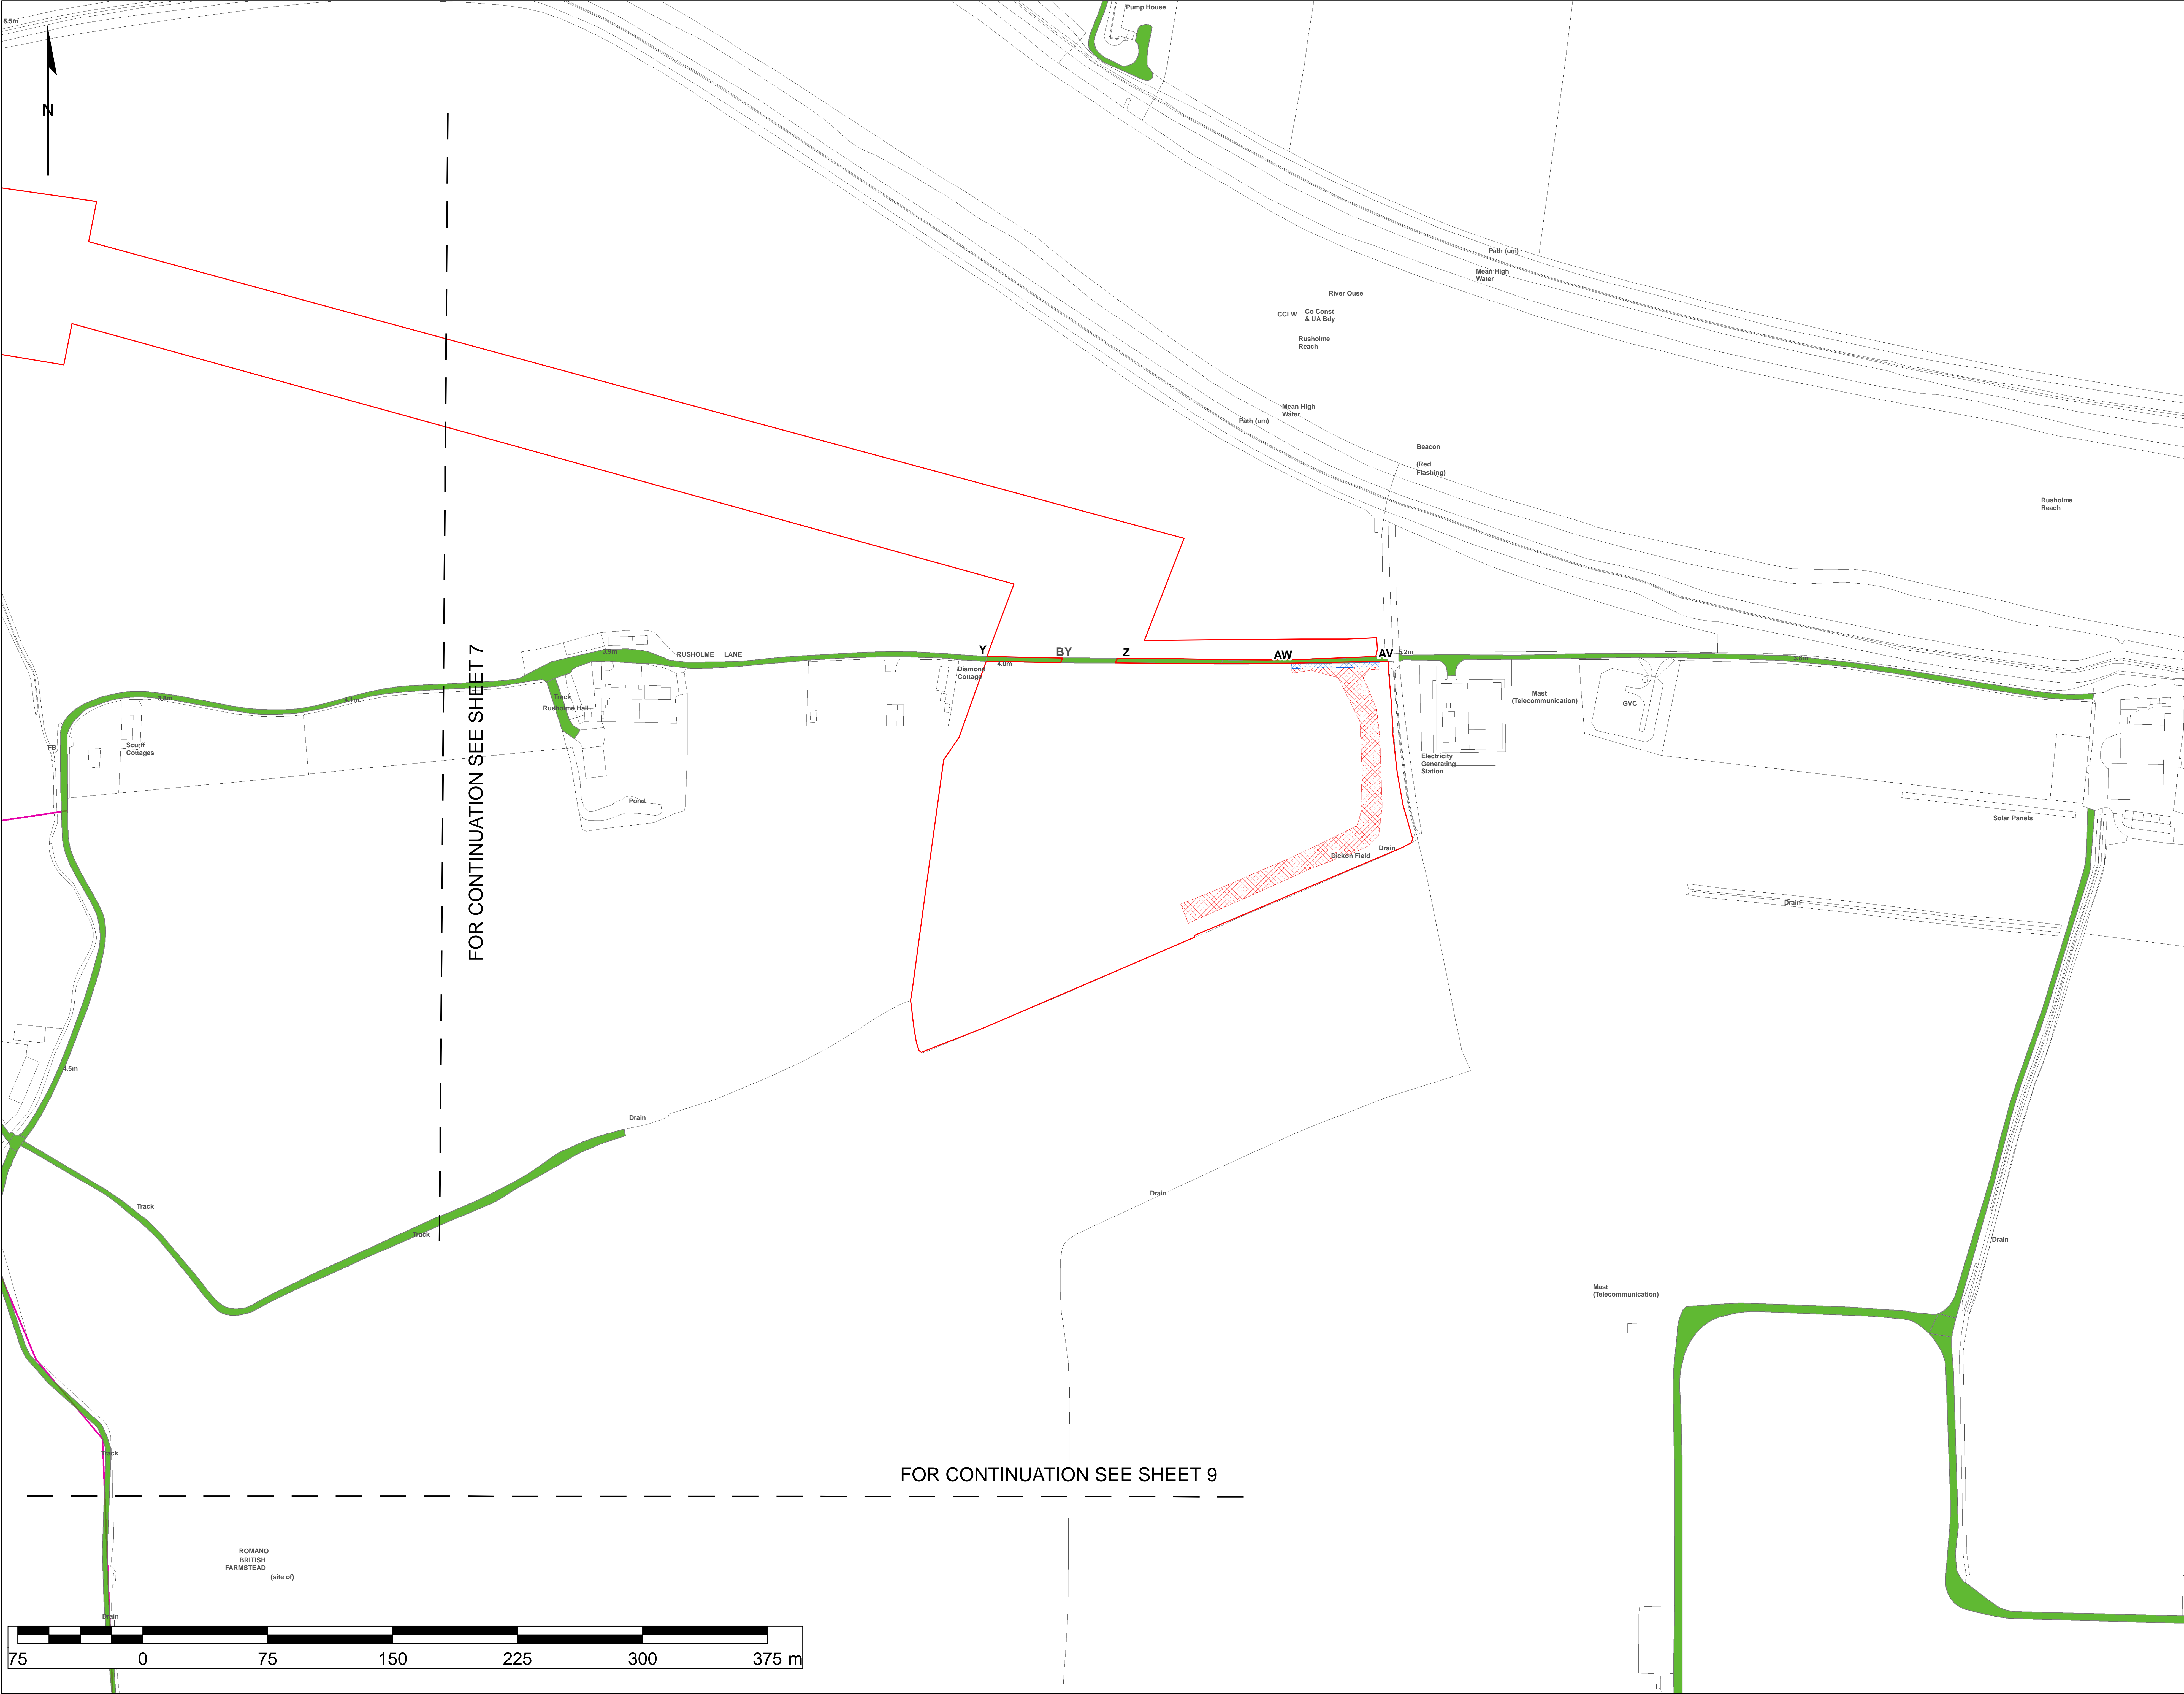 5.5m
Pump House
N
Path (um)
Mean High
Water
River Ouse
CCLW
Co Const
& UA Bdy
Rusholme
Reach
Mean High
Water
Path (um)
Beacon
(Red
Flashing)
Rusholme
Reach
FOR CONTINUATION SEE SHEET 7
3.9m
RUSHOLME LANE
Y
BY
Z
AW
AV
5.2m
3.8m
4.0m
Diamond
Cottage
Track
Rusholme Hall
3.8m
4.1m
Mast
(Telecommunication)
GVC
FB
Scurff
Cottages
Electricity
Generating
Station
Pond
Solar Panels
Drain
Dickon Field
Drain
4.5m
Drain
Track
Drain
Track
Drain
Mast
(Telecommunication)
Track
FOR CONTINUATION SEE SHEET 9
ROMANO
BRITISH
FARMSTEAD
(site of)
Drain
75 0 75 150 225 300 375 m